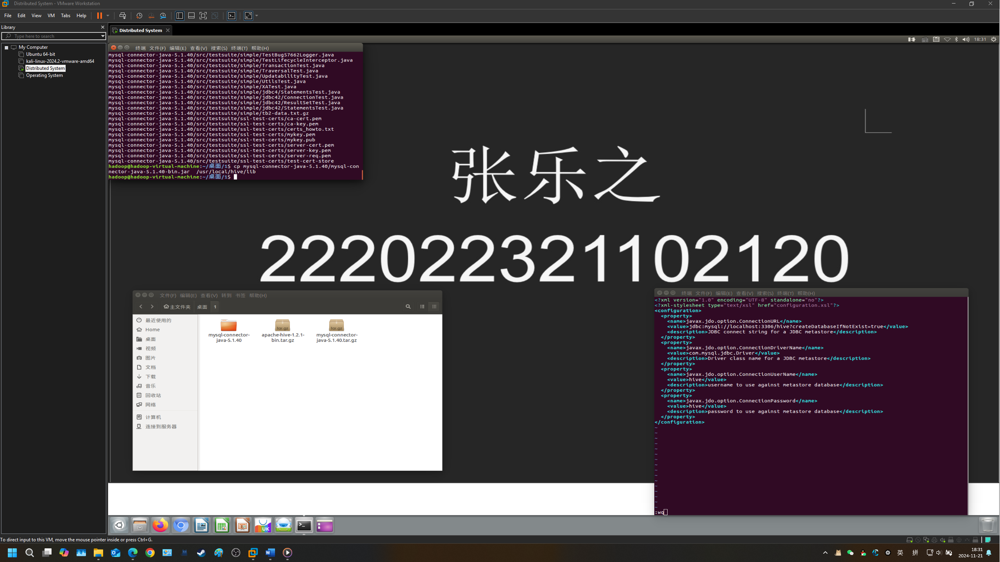 Distributed System - VMware Workstation
File Edit View VM Tabs Help
Library
Type here to search
My Computer
Ubuntu 64-bit
kali-linux-2024.2-vmware-amd64
Distributed System
Operating System
Distributed System
18:31
终端 文件(F) 编辑(E) 查看(V) 搜索(S) 终端(T) 帮助(H)
mysql-connector-java-5.1.40/src/testsuite/simple/TestBug57662Logger.java
mysql-connector-java-5.1.40/src/testsuite/simple/TestLifecycleInterceptor.java
mysql-connector-java-5.1.40/src/testsuite/simple/TransactionTest.java
mysql-connector-java-5.1.40/src/testsuite/simple/TraversalTest.java
mysql-connector-java-5.1.40/src/testsuite/simple/UpdatabilityTest.java
mysql-connector-java-5.1.40/src/testsuite/simple/UtilsTest.java
mysql-connector-java-5.1.40/src/testsuite/simple/XATest.java
mysql-connector-java-5.1.40/src/testsuite/simple/jdbc4/StatementsTest.java
mysql-connector-java-5.1.40/src/testsuite/simple/jdbc42/ConnectionTest.java
mysql-connector-java-5.1.40/src/testsuite/simple/jdbc42/ResultSetTest.java
mysql-connector-java-5.1.40/src/testsuite/simple/jdbc42/StatementsTest.java
mysql-connector-java-5.1.40/src/testsuite/simple/tb2-data.txt.gz
mysql-connector-java-5.1.40/src/testsuite/ssl-test-certs/ca-cert.pem
mysql-connector-java-5.1.40/src/testsuite/ssl-test-certs/ca-key.pem
mysql-connector-java-5.1.40/src/testsuite/ssl-test-certs/certs_howto.txt
mysql-connector-java-5.1.40/src/testsuite/ssl-test-certs/mykey.pem
mysql-connector-java-5.1.40/src/testsuite/ssl-test-certs/mykey.pub
mysql-connector-java-5.1.40/src/testsuite/ssl-test-certs/server-cert.pem
mysql-connector-java-5.1.40/src/testsuite/ssl-test-certs/server-key.pem
mysql-connector-java-5.1.40/src/testsuite/ssl-test-certs/server-req.pem
mysql-connector-java-5.1.40/src/testsuite/ssl-test-certs/test-cert-store
hadoop@hadoop-virtual-machine:~/桌面/1$ cp mysql-connector-java-5.1.40/mysql-con
nector-java-5.1.40-bin.jar  /usr/local/hive/lib
hadoop@hadoop-virtual-machine:~/桌面/1$
张乐之
222022321102120
文件(F) 编辑(E) 查看(V) 转到 书签 帮助(H)
主文件夹 桌面 1
最近使用的
Home
桌面
视频
图片
文档
下载
音乐
回收站
网络
计算机
连接到服务器
tar.gz
tar.gz
mysql-connector-
java-5.1.40
apache-hive-1.2.1-
bin.tar.gz
mysql-connector-
java-5.1.40.tar.gz
终端 文件(F) 编辑(E) 查看(V) 搜索(S) 终端(T) 帮助(H)
<?xml version="1.0" encoding="UTF-8" standalone="no"?>
<?xml-stylesheet type="text/xsl" href="configuration.xsl"?>
<configuration>
<property>
<name>javax.jdo.option.ConnectionURL</name>
<value>jdbc:mysql://localhost:3306/hive?createDatabaseIfNotExist=true</value>
<description>JDBC connect string for a JDBC metastore</description>
</property>
<property>
<name>javax.jdo.option.ConnectionDriverName</name>
<value>com.mysql.jdbc.Driver</value>
<description>Driver class name for a JDBC metastore</description>
</property>
<property>
<name>javax.jdo.option.ConnectionUserName</name>
<value>hive</value>
<description>username to use against metastore database</description>
</property>
<property>
<name>javax.jdo.option.ConnectionPassword</name>
<value>hive</value>
<description>password to use against metastore database</description>
</property>
</configuration>
:wq
UK
To direct input to this VM, move the mouse pointer inside or press Ctrl+G.
英 拼
18:31
2024-11-21